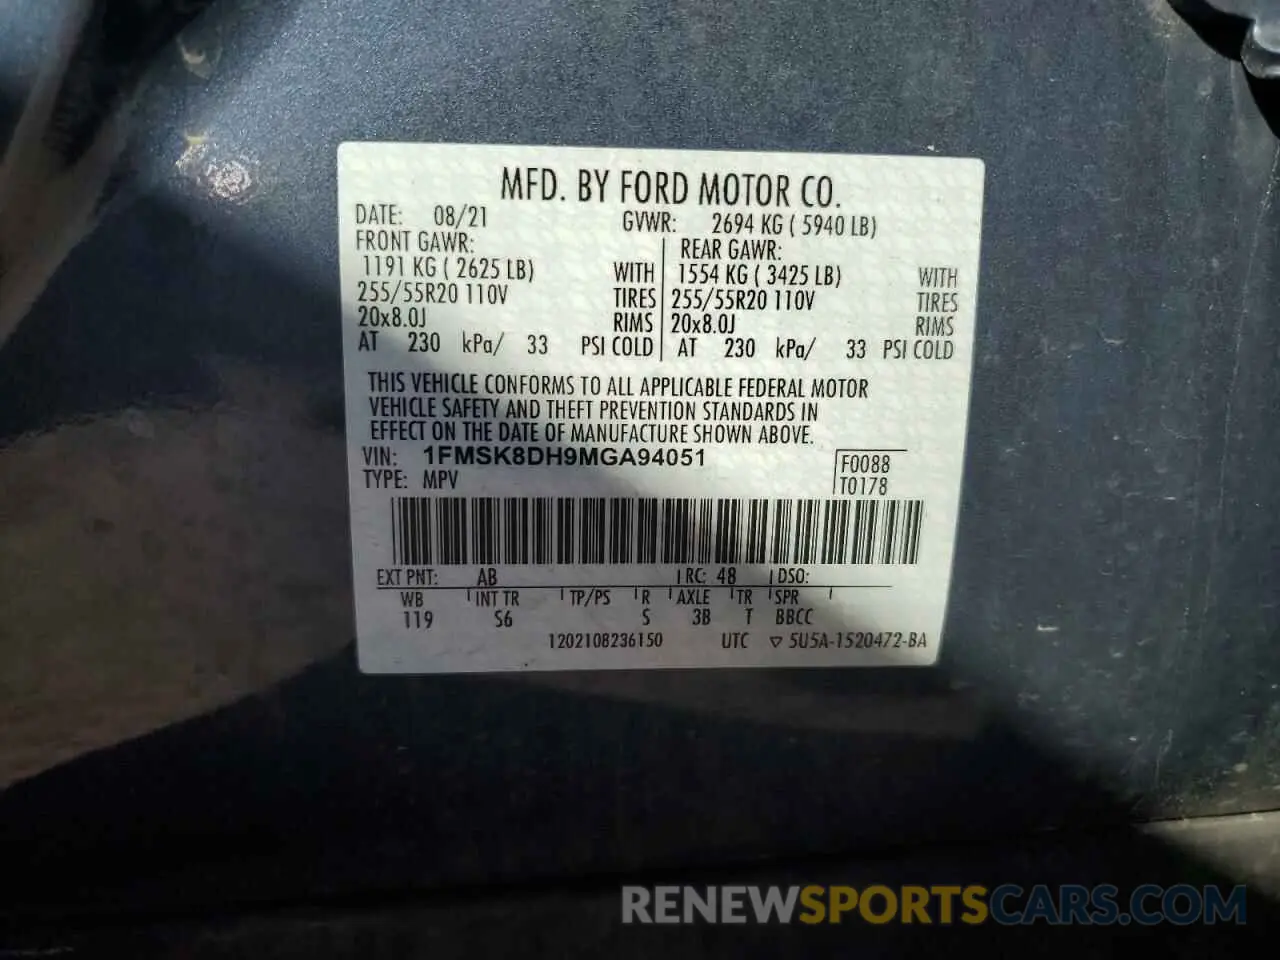 MFD. BY FORD MOTOR CO.
DATE: 08/21 GVWR: 2694 KG ( 5940 LB)
FRONT GAWR: REAR GAWR:
1191 KG ( 2625 LB) WITH 1554 KG ( 3425 LB) WITH
255/55R20 110V TIRES 255/55R20 110V TIRES
20x8.0J RIMS 20x8.0J RIMS
AT 230 kPa/ 33 PSI COLD AT 230 kPa/ 33 PSI COLD
THIS VEHICLE CONFORMS TO ALL APPLICABLE FEDERAL MOTOR
VEHICLE SAFETY AND THEFT PREVENTION STANDARDS IN
EFFECT ON THE DATE OF MANUFACTURE SHOWN ABOVE.
VIN: 1FMSK8DH9MGA94051 F0088
TYPE: MPV T0178
EXT PNT: AB RC: 48 DSO:
WB INT TR TP/PS R AXLE TR SPR
119 S6 S 3B T BBCC
1202108236150 UTC ▽ 5U5A-1520472-BA
RENEWSPORTSCARS.COM